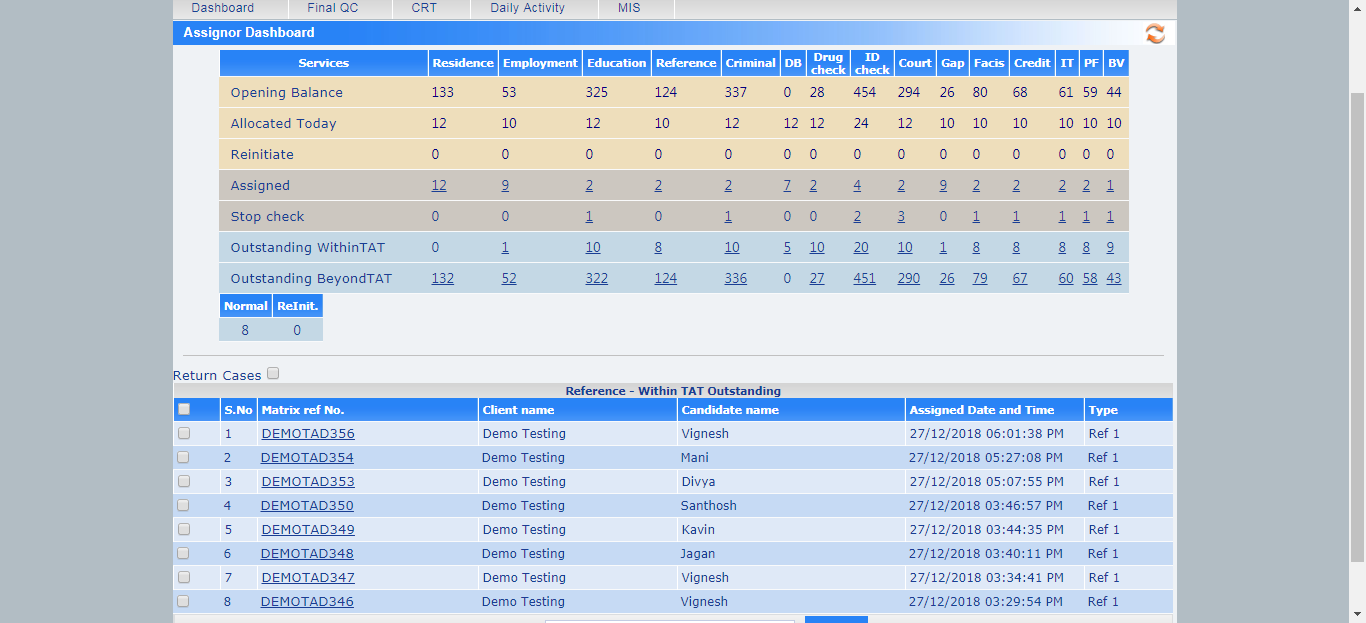 Dashboard Final QC CRT Daily Activity MIS
Assignor Dashboard
Services Residence Employment Education Reference Criminal DB Drug check ID check Court Gap Facis Credit IT PF BV
Opening Balance 133 53 325 124 337 0 28 454 294 26 80 68 61 59 44
Allocated Today 12 10 12 10 12 12 12 24 12 10 10 10 10 10 10
Reinitiate 0 0 0 0 0 0 0 0 0 0 0 0 0 0 0
Assigned 12 9 2 2 2 7 2 4 2 9 2 2 2 2 1
Stop check 0 0 1 0 1 0 0 2 3 0 1 1 1 1 1
Outstanding WithinTAT 0 1 10 8 10 5 10 20 10 1 8 8 8 8 9
Outstanding BeyondTAT 132 52 322 124 336 0 27 451 290 26 79 67 60 58 43
Normal ReInit.
8 0
Return Cases
Reference - Within TAT Outstanding
S.No Matrix ref No. Client name Candidate name Assigned Date and Time Type
1 DEMOTAD356 Demo Testing Vignesh 27/12/2018 06:01:38 PM Ref 1
2 DEMOTAD354 Demo Testing Mani 27/12/2018 05:27:08 PM Ref 1
3 DEMOTAD353 Demo Testing Divya 27/12/2018 05:07:55 PM Ref 1
4 DEMOTAD350 Demo Testing Santhosh 27/12/2018 03:46:57 PM Ref 1
5 DEMOTAD349 Demo Testing Kavin 27/12/2018 03:44:35 PM Ref 1
6 DEMOTAD348 Demo Testing Jagan 27/12/2018 03:40:11 PM Ref 1
7 DEMOTAD347 Demo Testing Vignesh 27/12/2018 03:34:41 PM Ref 1
8 DEMOTAD346 Demo Testing Vignesh 27/12/2018 03:29:54 PM Ref 1